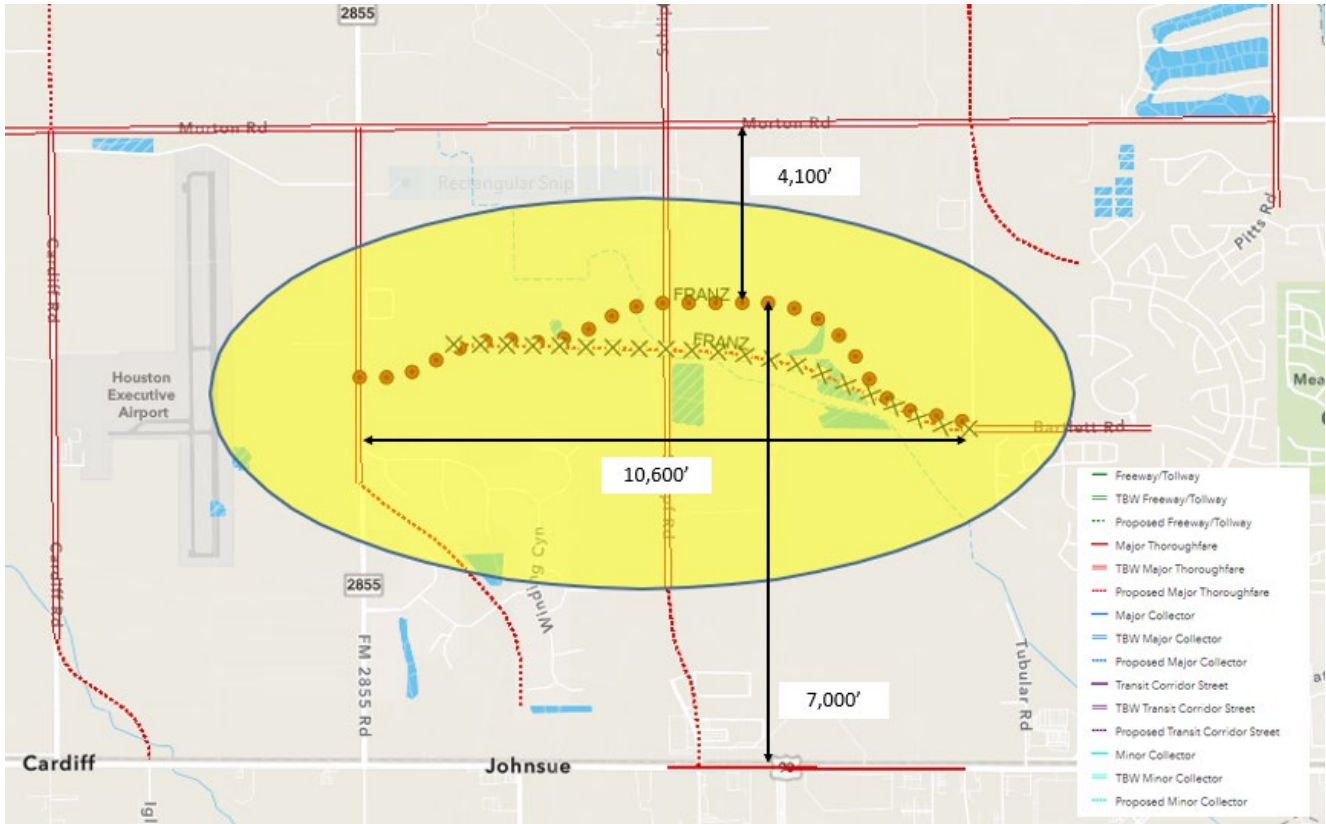 2855
Morton Rd
Morton Rd
4,100'
Rectangular Snip
Pitts Rd
Cardiff Rd
FRANZ
FRANZ
Houston
Executive
Airport
Bartlett Rd
10,600'
Winding Cyn
2855
Cardiff Rd
FM 2855 Rd
Tubular Rd
7,000'
Cardiff
Johnsue
90
Freeway/Tollway
TBW Freeway/Tollway
Proposed Freeway/Tollway
Major Thoroughfare
TBW Major Thoroughfare
Proposed Major Thoroughfare
Major Collector
TBW Major Collector
Proposed Major Collector
Transit Corridor Street
TBW Transit Corridor Street
Proposed Transit Corridor Street
Minor Collector
TBW Minor Collector
Proposed Minor Collector